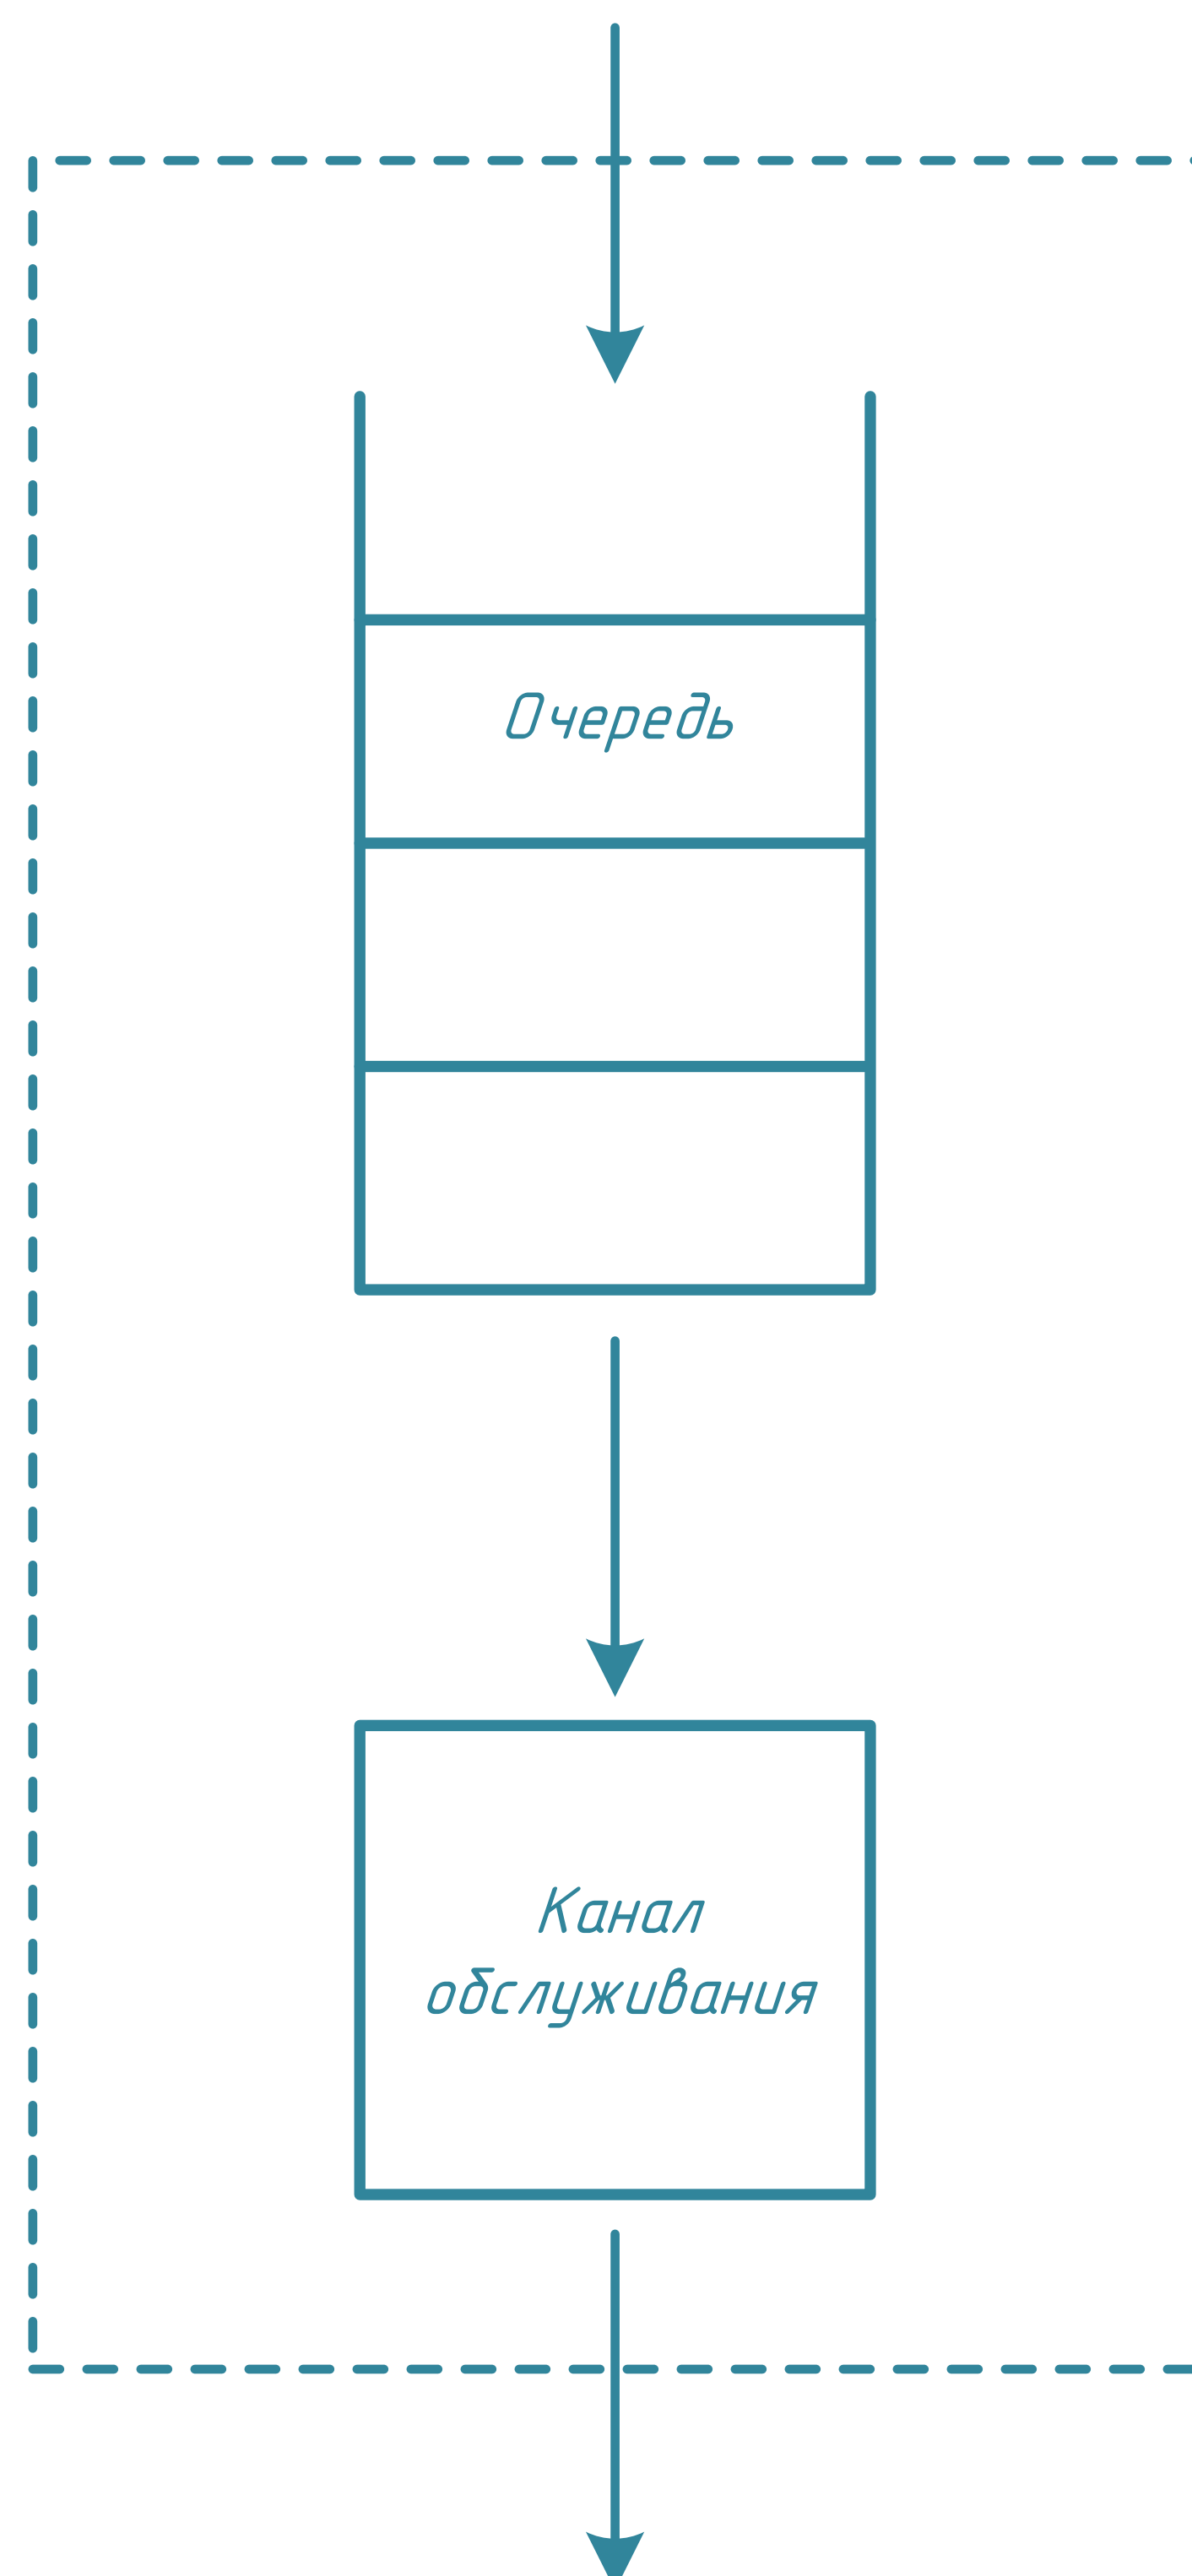 Очередь
Канал
обслуживания